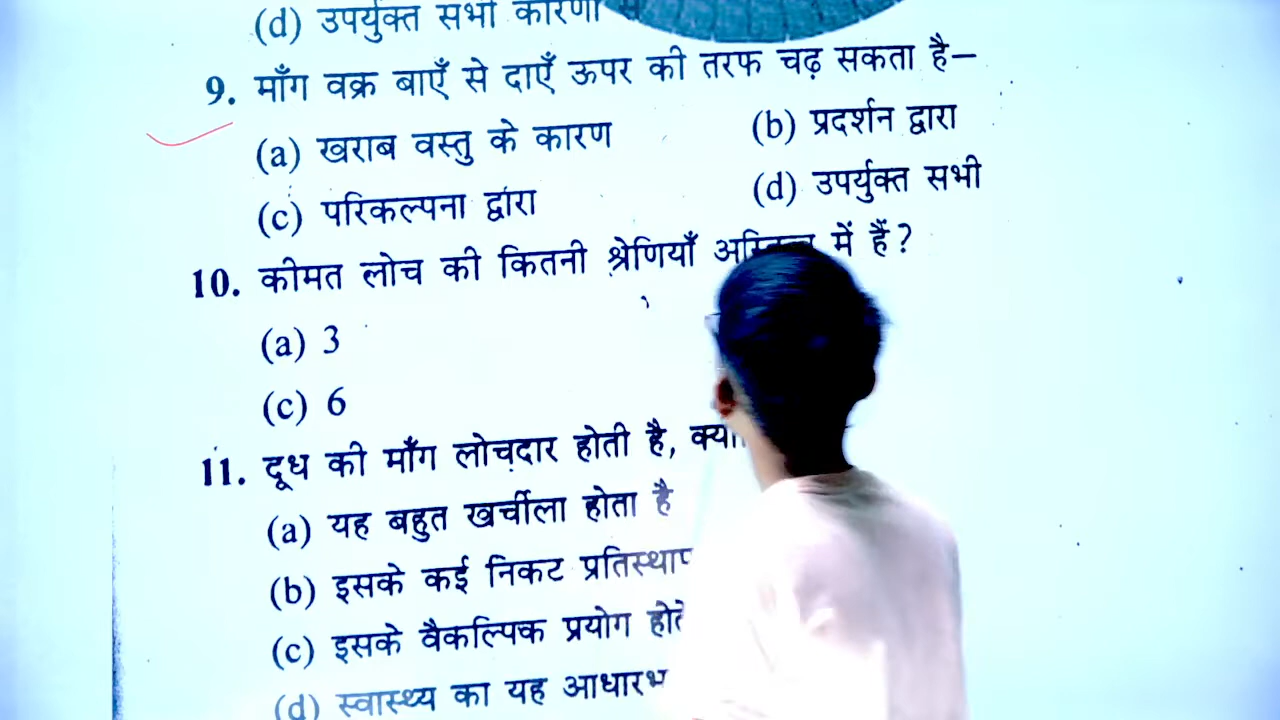 (d) उपर्युक्त सभी कारणों
9. माँग वक्र बाएँ से दाएँ ऊपर की तरफ चढ़ सकता है–
(a) खराब वस्तु के कारण (b) प्रदर्शन द्वारा
(c) परिकल्पना द्वारा (d) उपर्युक्त सभी
10. कीमत लोच की कितनी श्रेणियाँ में हैं?
(a) 3
(c) 6
11. दूध की माँग लोचदार होती है,
(a) यह बहुत खर्चीला होता है
(b) इसके कई निकट
(c) इसके वैकल्पिक प्रयोग
(d) स्वास्थ्य का यह